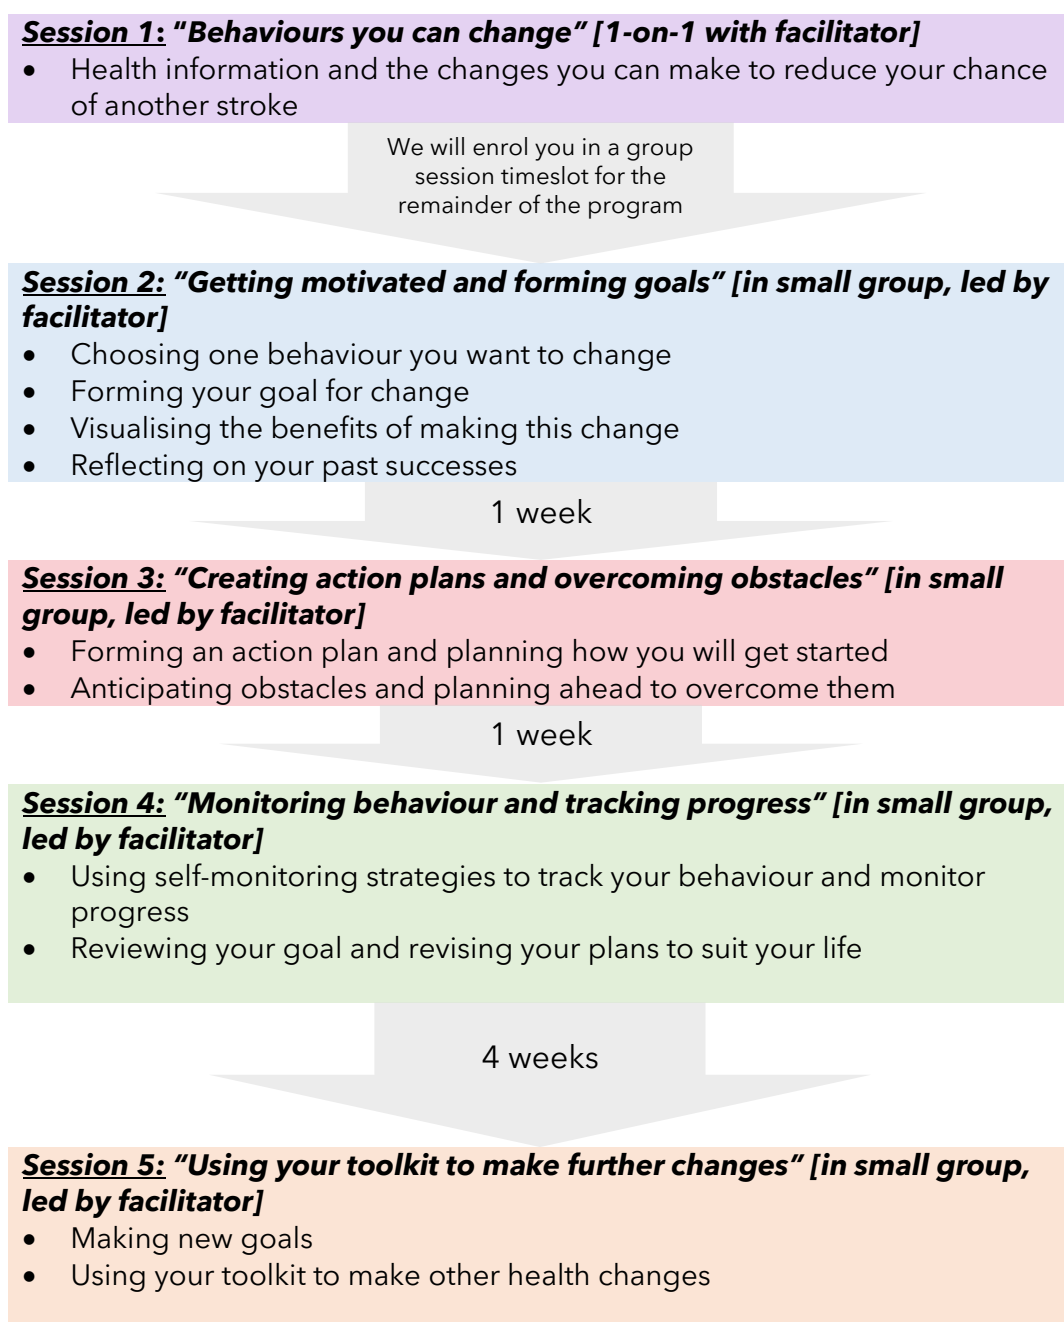 Session 1: “Behaviours you can change” [1-on-1 with facilitator]
• Health information and the changes you can make to reduce your chance
of another stroke
We will enrol you in a group
session timeslot for the
remainder of the program
Session 2: “Getting motivated and forming goals” [in small group, led by
facilitator]
• Choosing one behaviour you want to change
• Forming your goal for change
• Visualising the benefits of making this change
• Reflecting on your past successes
1 week
Session 3: “Creating action plans and overcoming obstacles” [in small
group, led by facilitator]
• Forming an action plan and planning how you will get started
• Anticipating obstacles and planning ahead to overcome them
1 week
Session 4: “Monitoring behaviour and tracking progress” [in small group,
led by facilitator]
• Using self-monitoring strategies to track your behaviour and monitor
progress
• Reviewing your goal and revising your plans to suit your life
4 weeks
Session 5: “Using your toolkit to make further changes” [in small group,
led by facilitator]
• Making new goals
• Using your toolkit to make other health changes